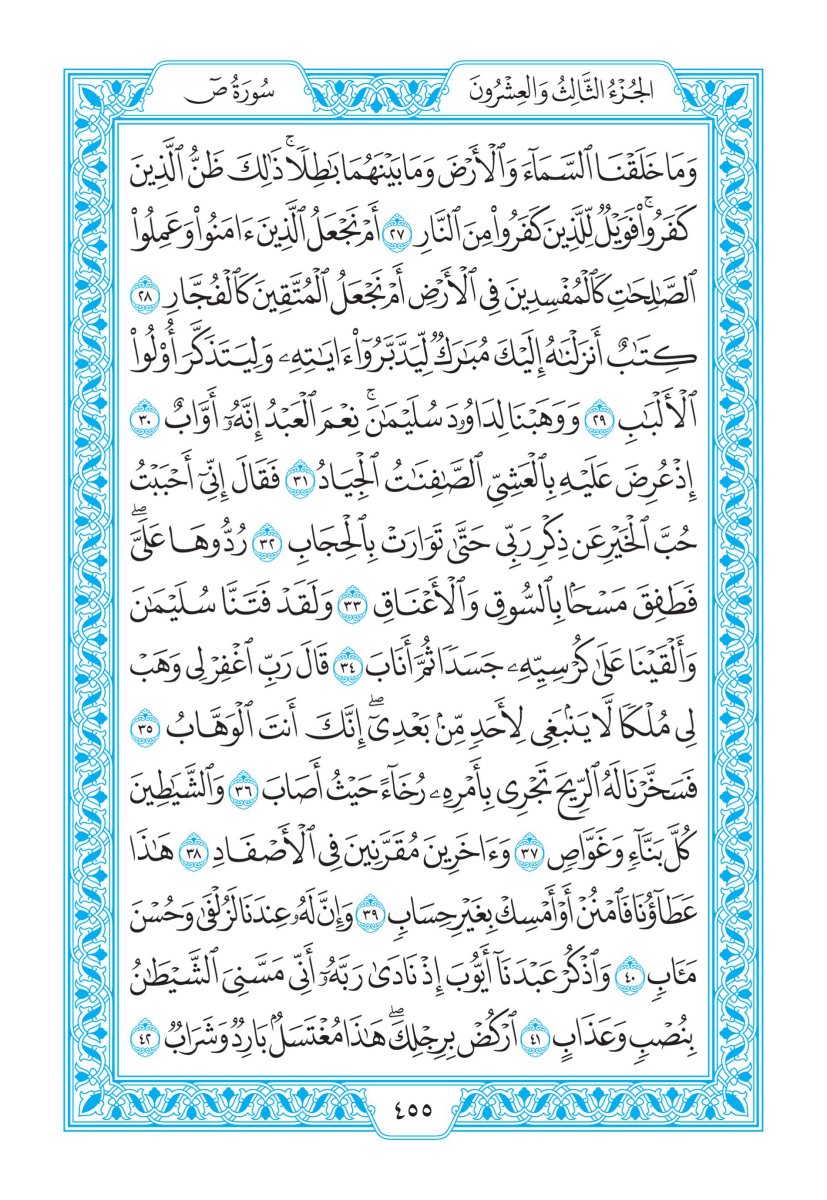 الجُزْءُ الثَّالِثُ وَالعِشْرُونَ
سُورَةُ صٓ
وَمَا خَلَقْنَا ٱلسَّمَآءَ وَٱلْأَرْضَ وَمَا بَيْنَهُمَا بَٰطِلًاۚ ذَٰلِكَ ظَنُّ ٱلَّذِينَ
كَفَرُواْۚ فَوَيْلٌ لِّلَّذِينَ كَفَرُواْ مِنَ ٱلنَّارِ ٢٧ أَمْ نَجْعَلُ ٱلَّذِينَ ءَامَنُواْ وَعَمِلُواْ
ٱلصَّٰلِحَٰتِ كَٱلْمُفْسِدِينَ فِى ٱلْأَرْضِ أَمْ نَجْعَلُ ٱلْمُتَّقِينَ كَٱلْفُجَّارِ ٢٨
كِتَٰبٌ أَنزَلْنَٰهُ إِلَيْكَ مُبَٰرَكٌ لِّيَدَّبَّرُوٓاْ ءَايَٰتِهِۦ وَلِيَتَذَكَّرَ أُوْلُواْ
ٱلْأَلْبَٰبِ ٢٩ وَوَهَبْنَا لِدَاوُۥدَ سُلَيْمَٰنَۚ نِعْمَ ٱلْعَبْدُ إِنَّهُۥٓ أَوَّابٌ ٣٠
إِذْ عُرِضَ عَلَيْهِ بِٱلْعَشِىِّ ٱلصَّٰفِنَٰتُ ٱلْجِيَادُ ٣١ فَقَالَ إِنِّىٓ أَحْبَبْتُ
حُبَّ ٱلْخَيْرِ عَن ذِكْرِ رَبِّى حَتَّىٰ تَوَارَتْ بِٱلْحِجَابِ ٣٢ رُدُّوهَا عَلَىَّۖ
فَطَفِقَ مَسْحَۢا بِٱلسُّوقِ وَٱلْأَعْنَاقِ ٣٣ وَلَقَدْ فَتَنَّا سُلَيْمَٰنَ
وَأَلْقَيْنَا عَلَىٰ كُرْسِيِّهِۦ جَسَدًا ثُمَّ أَنَابَ ٣٤ قَالَ رَبِّ ٱغْفِرْ لِى وَهَبْ
لِى مُلْكًا لَّا يَنۢبَغِى لِأَحَدٍ مِّنۢ بَعْدِىٓۖ إِنَّكَ أَنتَ ٱلْوَهَّابُ ٣٥
فَسَخَّرْنَا لَهُ ٱلرِّيحَ تَجْرِى بِأَمْرِهِۦ رُخَآءً حَيْثُ أَصَابَ ٣٦ وَٱلشَّيَٰطِينَ
كُلَّ بَنَّآءٍ وَغَوَّاصٍ ٣٧ وَءَاخَرِينَ مُقَرَّنِينَ فِى ٱلْأَصْفَادِ ٣٨ هَٰذَا
عَطَآؤُنَا فَٱمْنُنْ أَوْ أَمْسِكْ بِغَيْرِ حِسَابٍ ٣٩ وَإِنَّ لَهُۥ عِندَنَا لَزُلْفَىٰ وَحُسْنَ
مَـَٔابٍ ٤٠ وَٱذْكُرْ عَبْدَنَآ أَيُّوبَ إِذْ نَادَىٰ رَبَّهُۥٓ أَنِّى مَسَّنِىَ ٱلشَّيْطَٰنُ
بِنُصْبٍ وَعَذَابٍ ٤١ ٱرْكُضْ بِرِجْلِكَۖ هَٰذَا مُغْتَسَلٌۢ بَارِدٌ وَشَرَابٌ ٤٢
٤٥٥